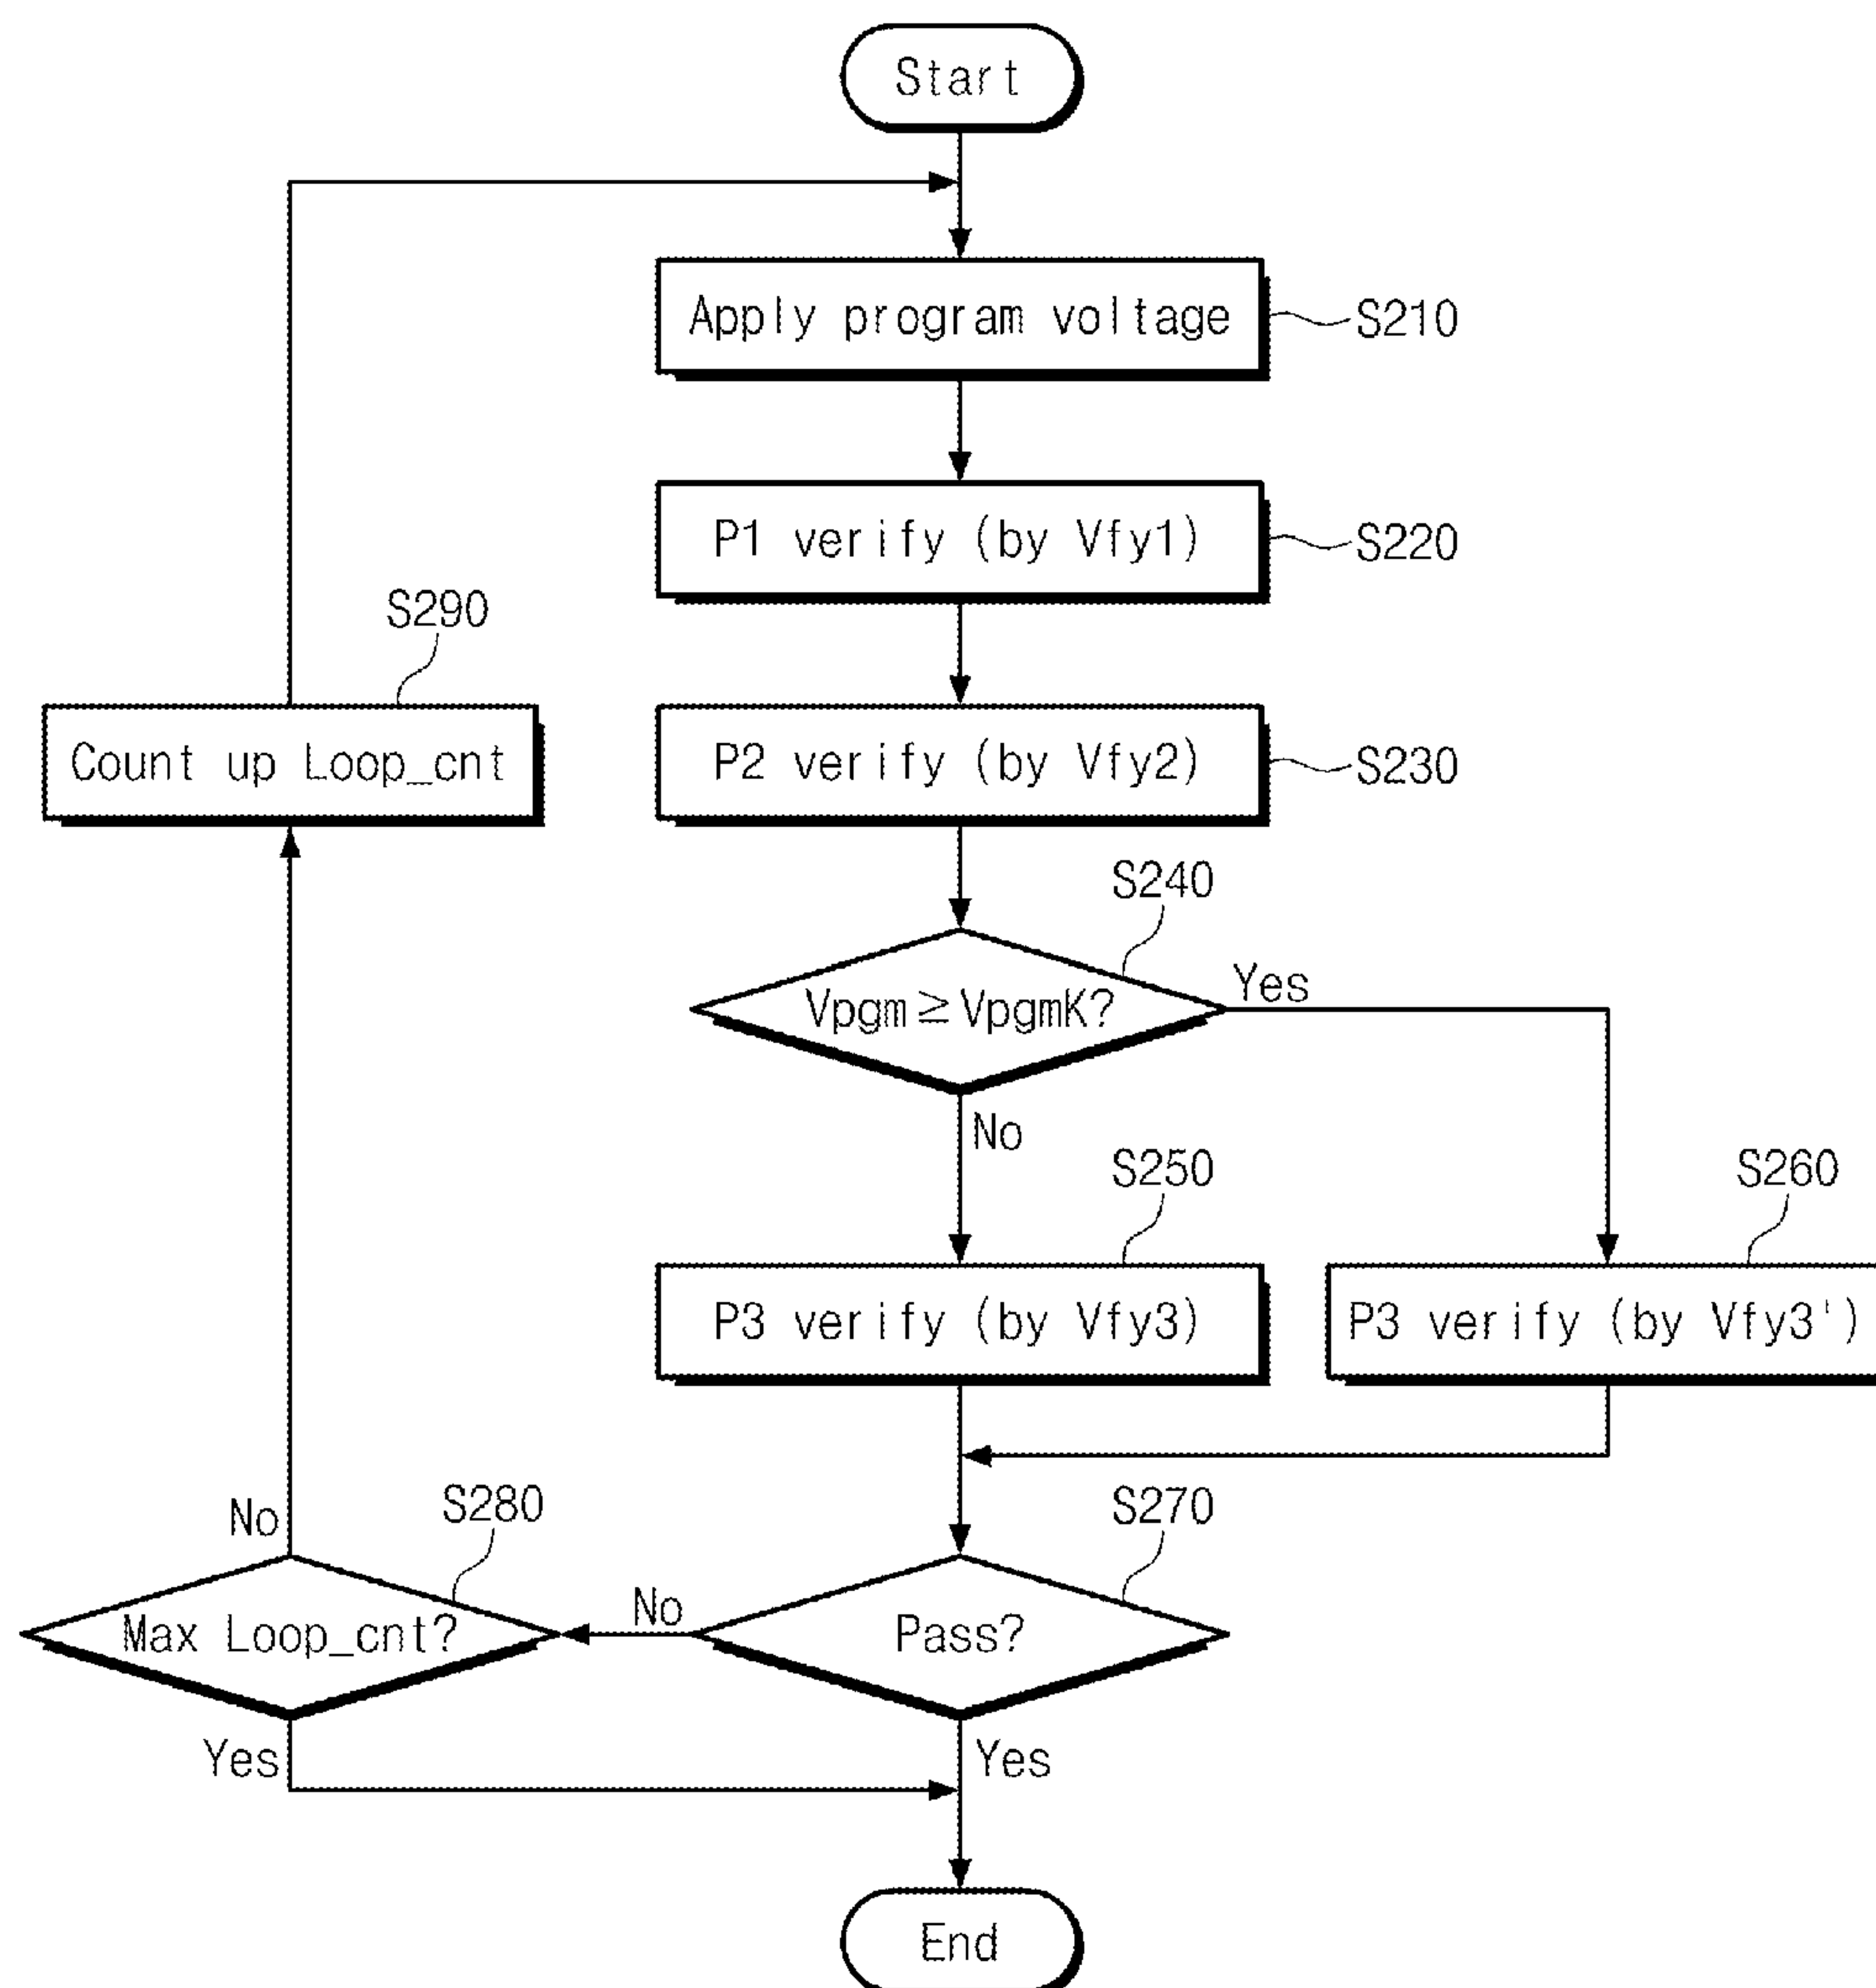 Start
Apply program voltage
S210
P1 verify (by Vfy1)
S220
S290
Count up Loop_cnt
P2 verify (by Vfy2)
S230
S240
Vpgm≧VpgmK?
Yes
No
S250
S260
P3 verify (by Vfy3)
P3 verify (by Vfy3')
No
S280
S270
Max Loop_cnt?
No
Pass?
Yes
Yes
End